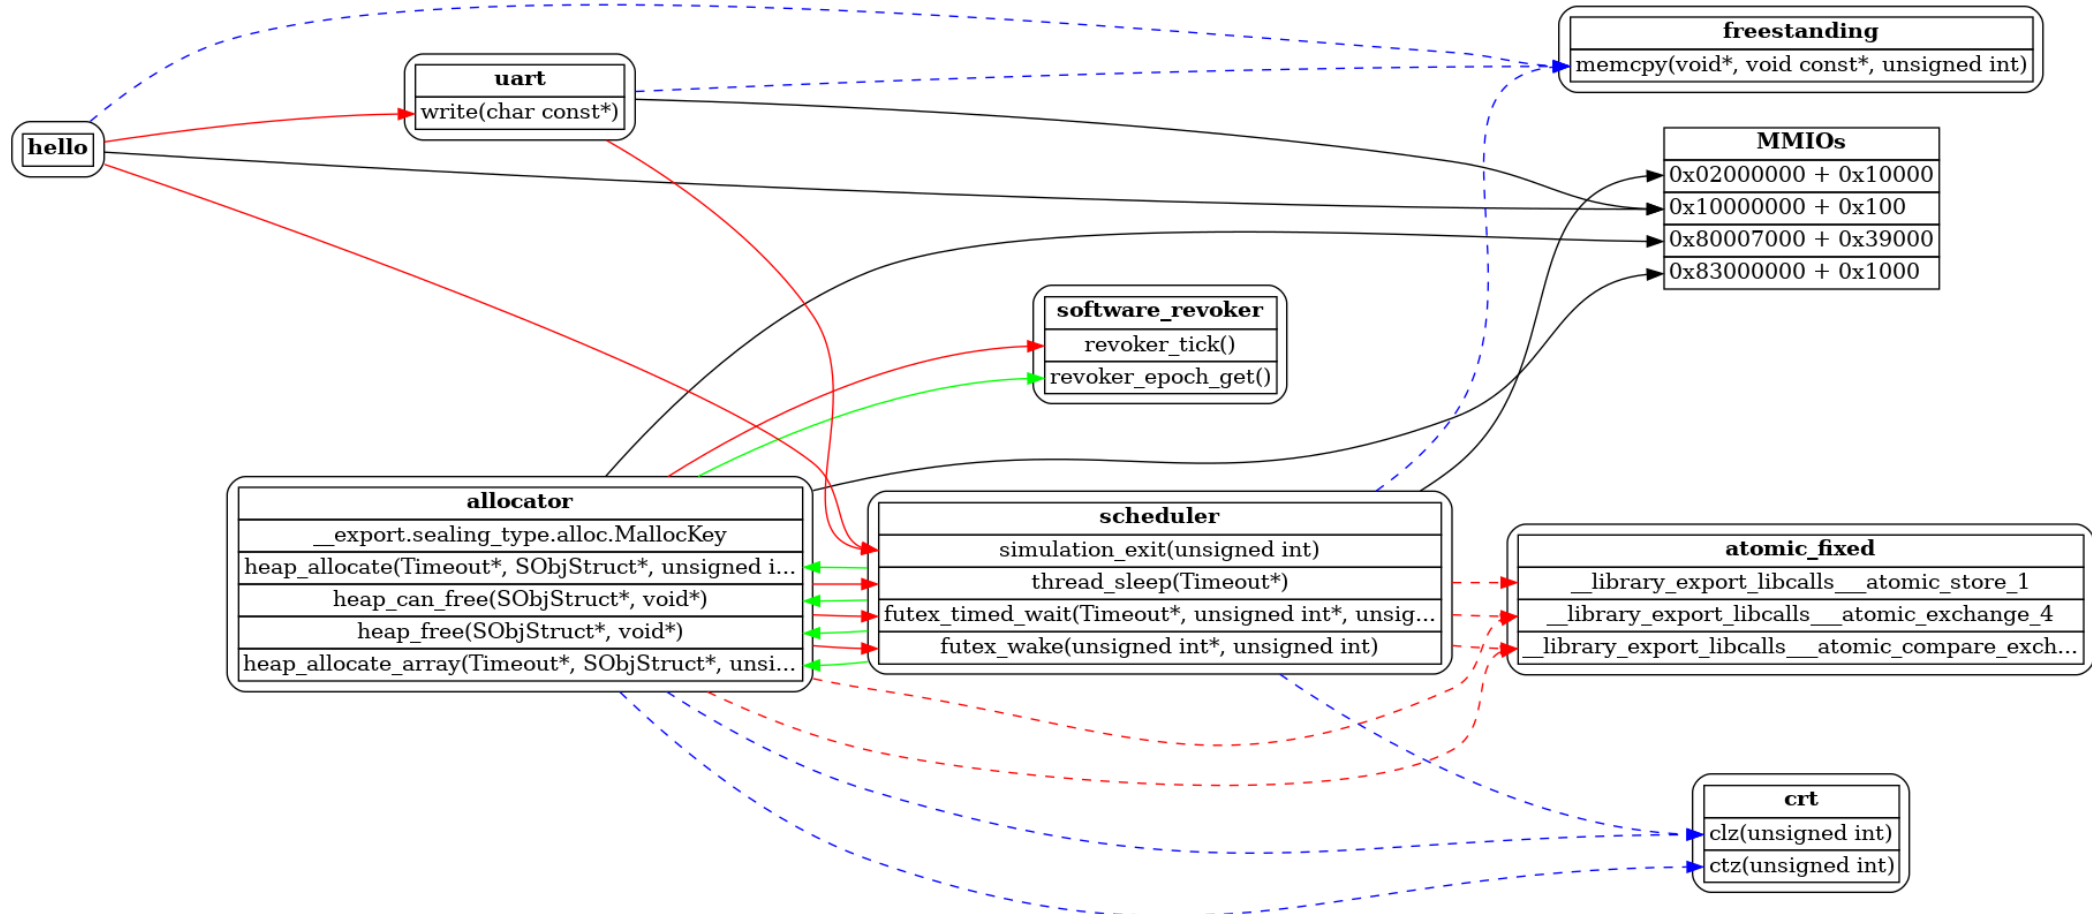 hello
uart
write(char const*)
freestanding
memcpy(void*, void const*, unsigned int)
MMIOs
0x02000000 + 0x10000
0x10000000 + 0x100
0x80007000 + 0x39000
0x83000000 + 0x1000
software_revoker
revoker_tick()
revoker_epoch_get()
allocator
__export.sealing_type.alloc.MallocKey
heap_allocate(Timeout*, SObjStruct*, unsigned i...
heap_can_free(SObjStruct*, void*)
heap_free(SObjStruct*, void*)
heap_allocate_array(Timeout*, SObjStruct*, unsi...
scheduler
simulation_exit(unsigned int)
thread_sleep(Timeout*)
futex_timed_wait(Timeout*, unsigned int*, unsig...
futex_wake(unsigned int*, unsigned int)
atomic_fixed
__library_export_libcalls___atomic_store_1
__library_export_libcalls___atomic_exchange_4
__library_export_libcalls___atomic_compare_exch...
crt
clz(unsigned int)
ctz(unsigned int)